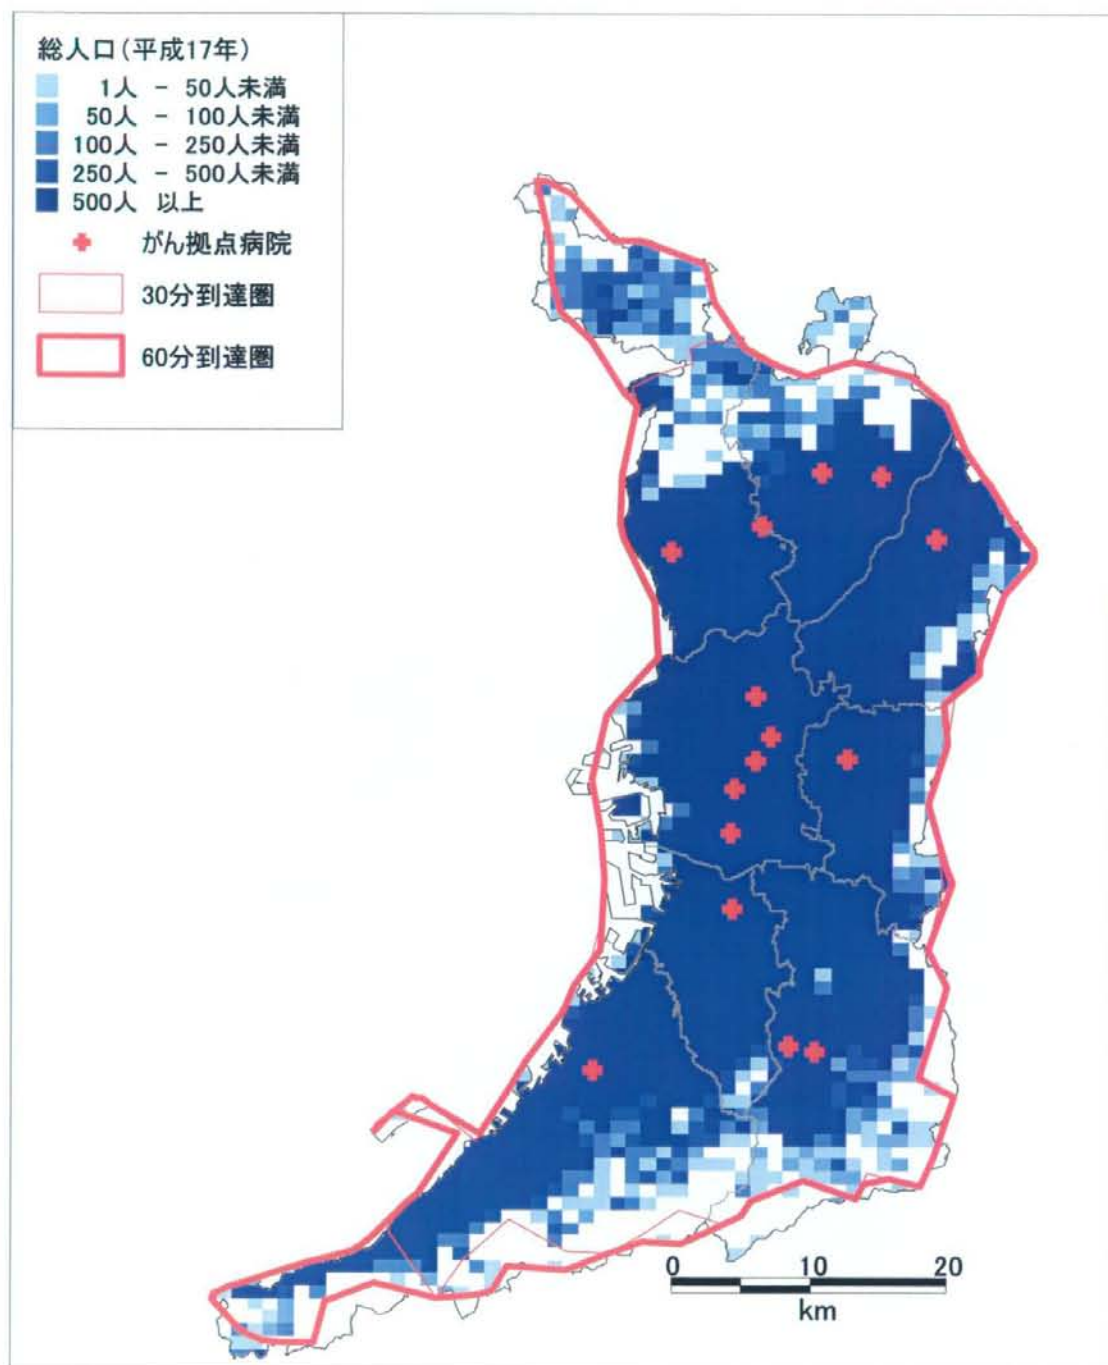 総人口(平成17年)
1人 - 50人未満
50人 - 100人未満
100人 - 250人未満
250人 - 500人未満
500人 以上
がん拠点病院
30分到達圏
60分到達圏
0 10 20
km